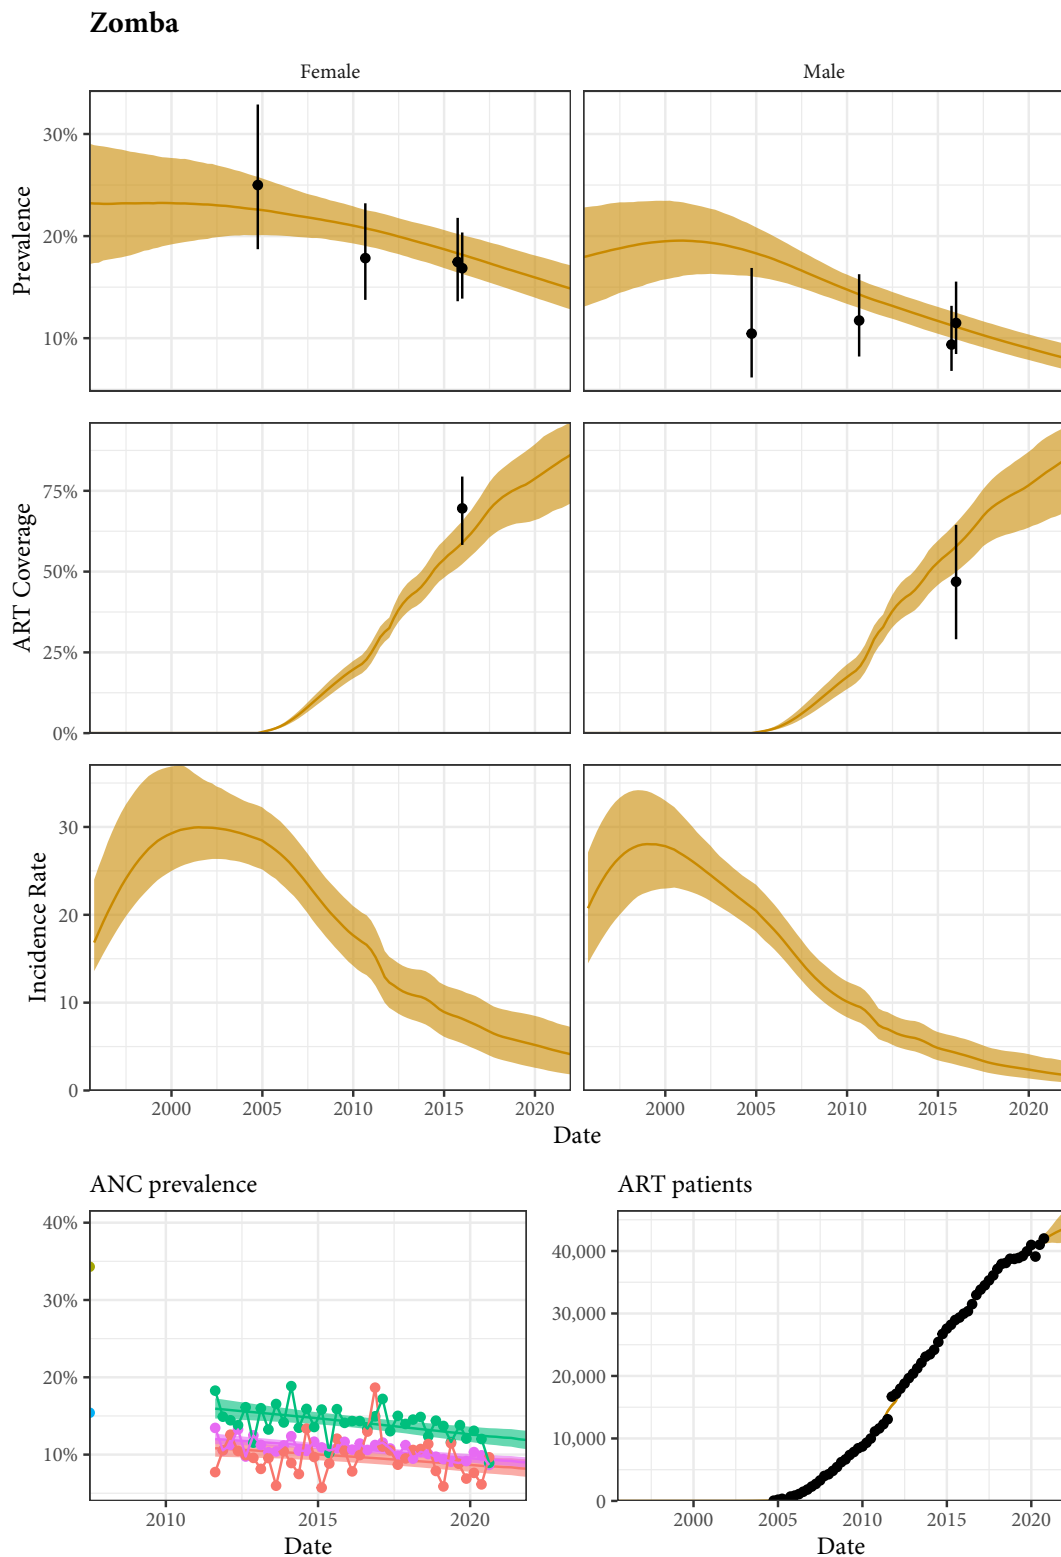 Zomba
Female Male
Prevalence
30%
20%
10%
ART Coverage
75%
50%
25%
0%
Incidence Rate
30
20
10
0
2000 2005 2010 2015 2020 2000 2005 2010 2015 2020
Date
ANC prevalence
40%
30%
20%
10%
2010 2015 2020
Date
ART patients
40,000
30,000
20,000
10,000
0
2000 2005 2010 2015 2020
Date